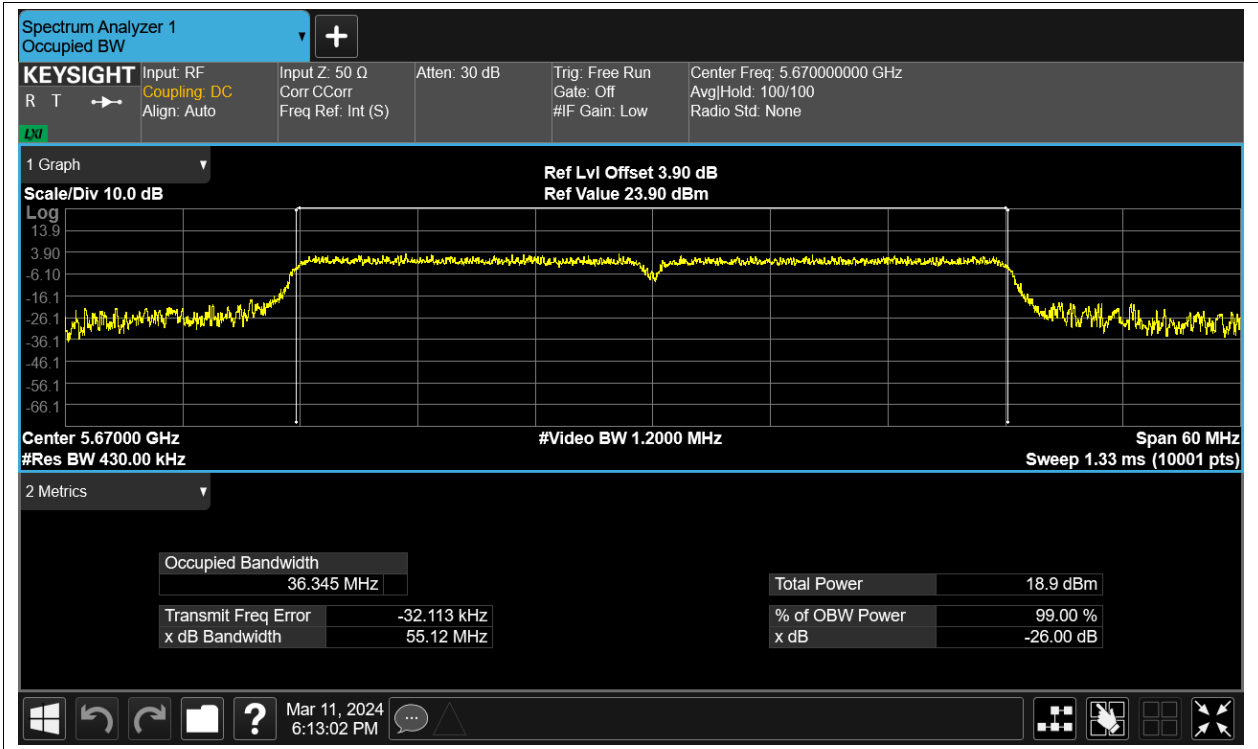 Spectrum Analyzer 1
Occupied BW
KEYSIGHT
R T
LXI
Input: RF
Coupling: DC
Align: Auto
Input Z: 50 Ω
Corr CCorr
Freq Ref: Int (S)
Atten: 30 dB
Trig: Free Run
Gate: Off
#IF Gain: Low
Center Freq: 5.670000000 GHz
Avg|Hold: 100/100
Radio Std: None
1 Graph
Scale/Div 10.0 dB
Ref Lvl Offset 3.90 dB
Ref Value 23.90 dBm
Log
13.9
3.90
-6.10
-16.1
-26.1
-36.1
-46.1
-56.1
-66.1
Center 5.67000 GHz
#Res BW 430.00 kHz
#Video BW 1.2000 MHz
Span 60 MHz
Sweep 1.33 ms (10001 pts)
2 Metrics
Occupied Bandwidth
36.345 MHz
Transmit Freq Error -32.113 kHz
x dB Bandwidth 55.12 MHz
Total Power 18.9 dBm
% of OBW Power 99.00 %
x dB -26.00 dB
?
Mar 11, 2024
6:13:02 PM